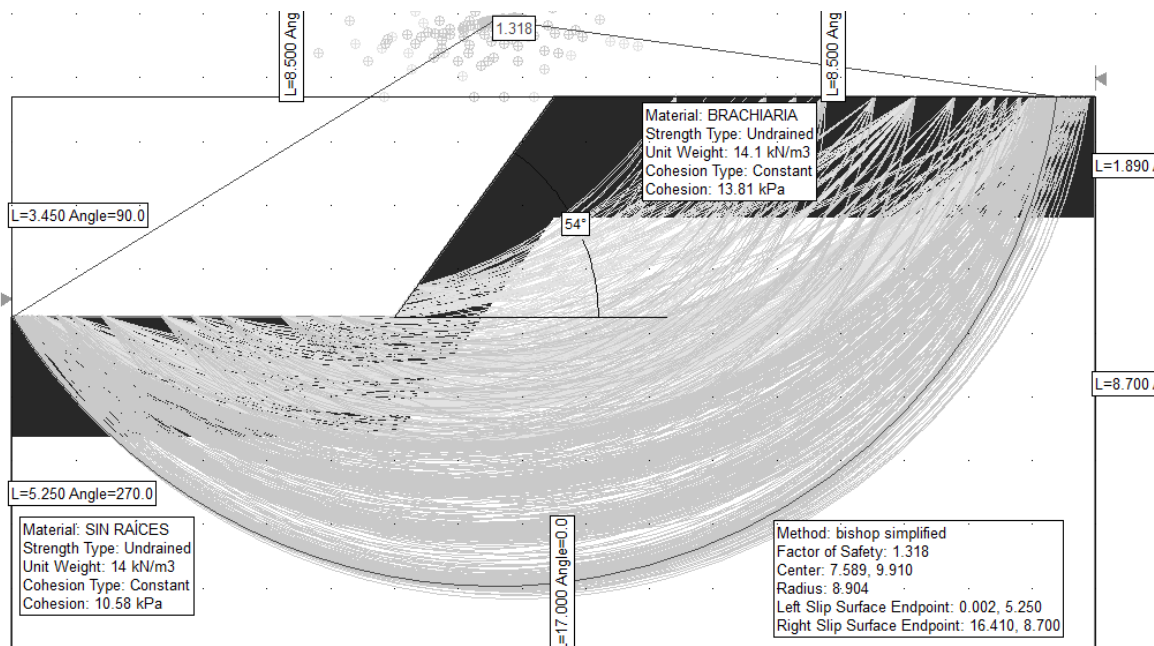 L=8.500 Ang
1.318
L=8.500 Ang
Material: BRACHIARIA
Strength Type: Undrained
Unit Weight: 14.1 kN/m3
Cohesion Type: Constant
Cohesion: 13.81 kPa
L=1.890
L=3.450 Angle=90.0
54°
L=8.700
L=5.250 Angle=270.0
Material: SIN RAÍCES
Strength Type: Undrained
Unit Weight: 14 kN/m3
Cohesion Type: Constant
Cohesion: 10.58 kPa
L=17.000 Angle=0.0
Method: bishop simplified
Factor of Safety: 1.318
Center: 7.589, 9.910
Radius: 8.904
Left Slip Surface Endpoint: 0.002, 5.250
Right Slip Surface Endpoint: 16.410, 8.700